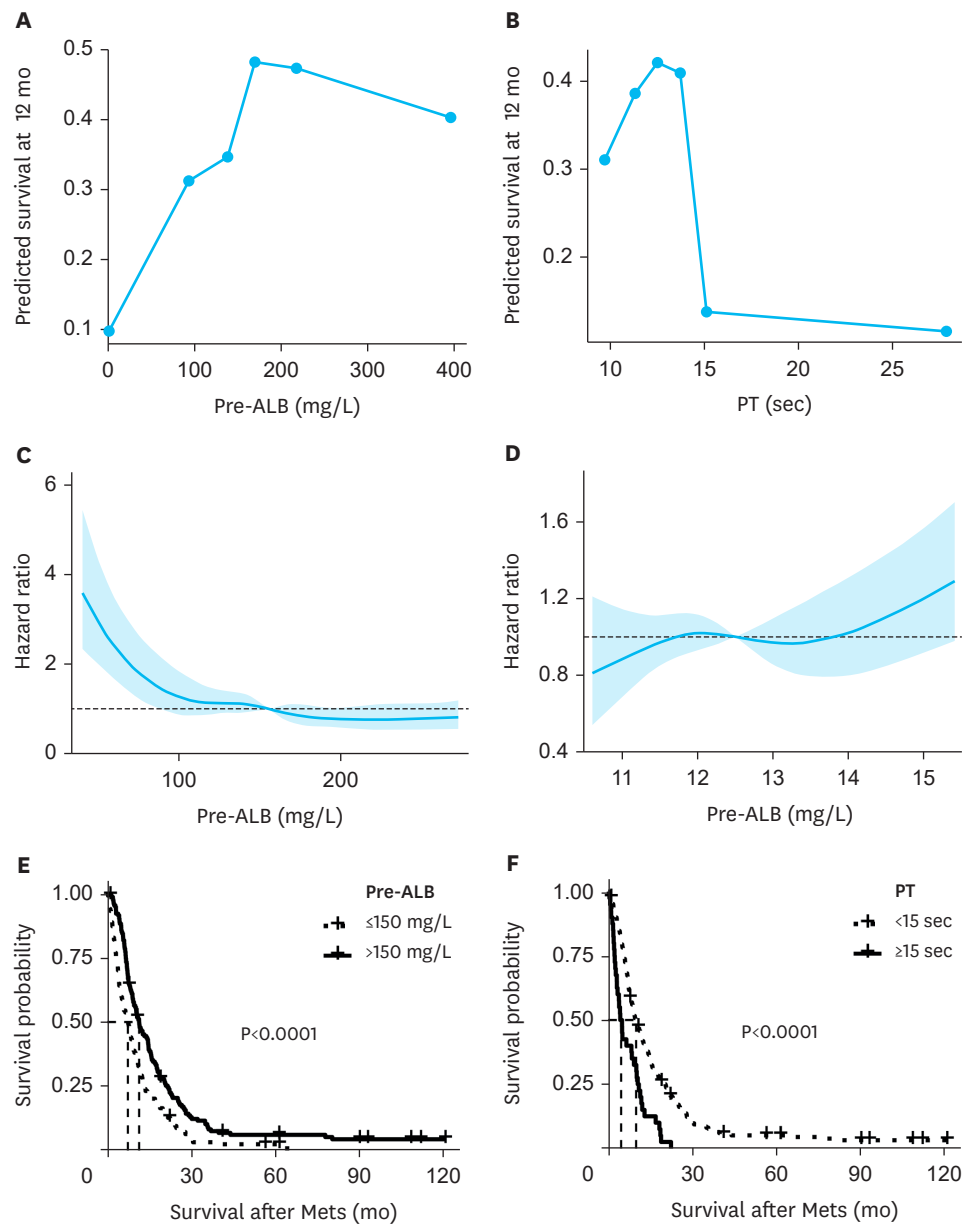 A
Predicted survival at 12 mo
0.5
0.4
0.3
0.2
0.1
0 100 200 300 400
Pre-ALB (mg/L)
B
Predicted survival at 12 mo
0.4
0.3
0.2
10 15 20 25
PT (sec)
C
Hazard ratio
6
4
2
1
0
100 200
Pre-ALB (mg/L)
D
Hazard ratio
1.6
1.2
1
0.8
0.4
11 12 13 14 15
Pre-ALB (mg/L)
E
Survival probability
1.00
0.75
0.50
0.25
Pre-ALB
≤150 mg/L
>150 mg/L
P<0.0001
0 30 60 90 120
Survival after Mets (mo)
F
Survival probability
1.00
0.75
0.50
0.25
PT
<15 sec
≥15 sec
P<0.0001
0 30 60 90 120
Survival after Mets (mo)